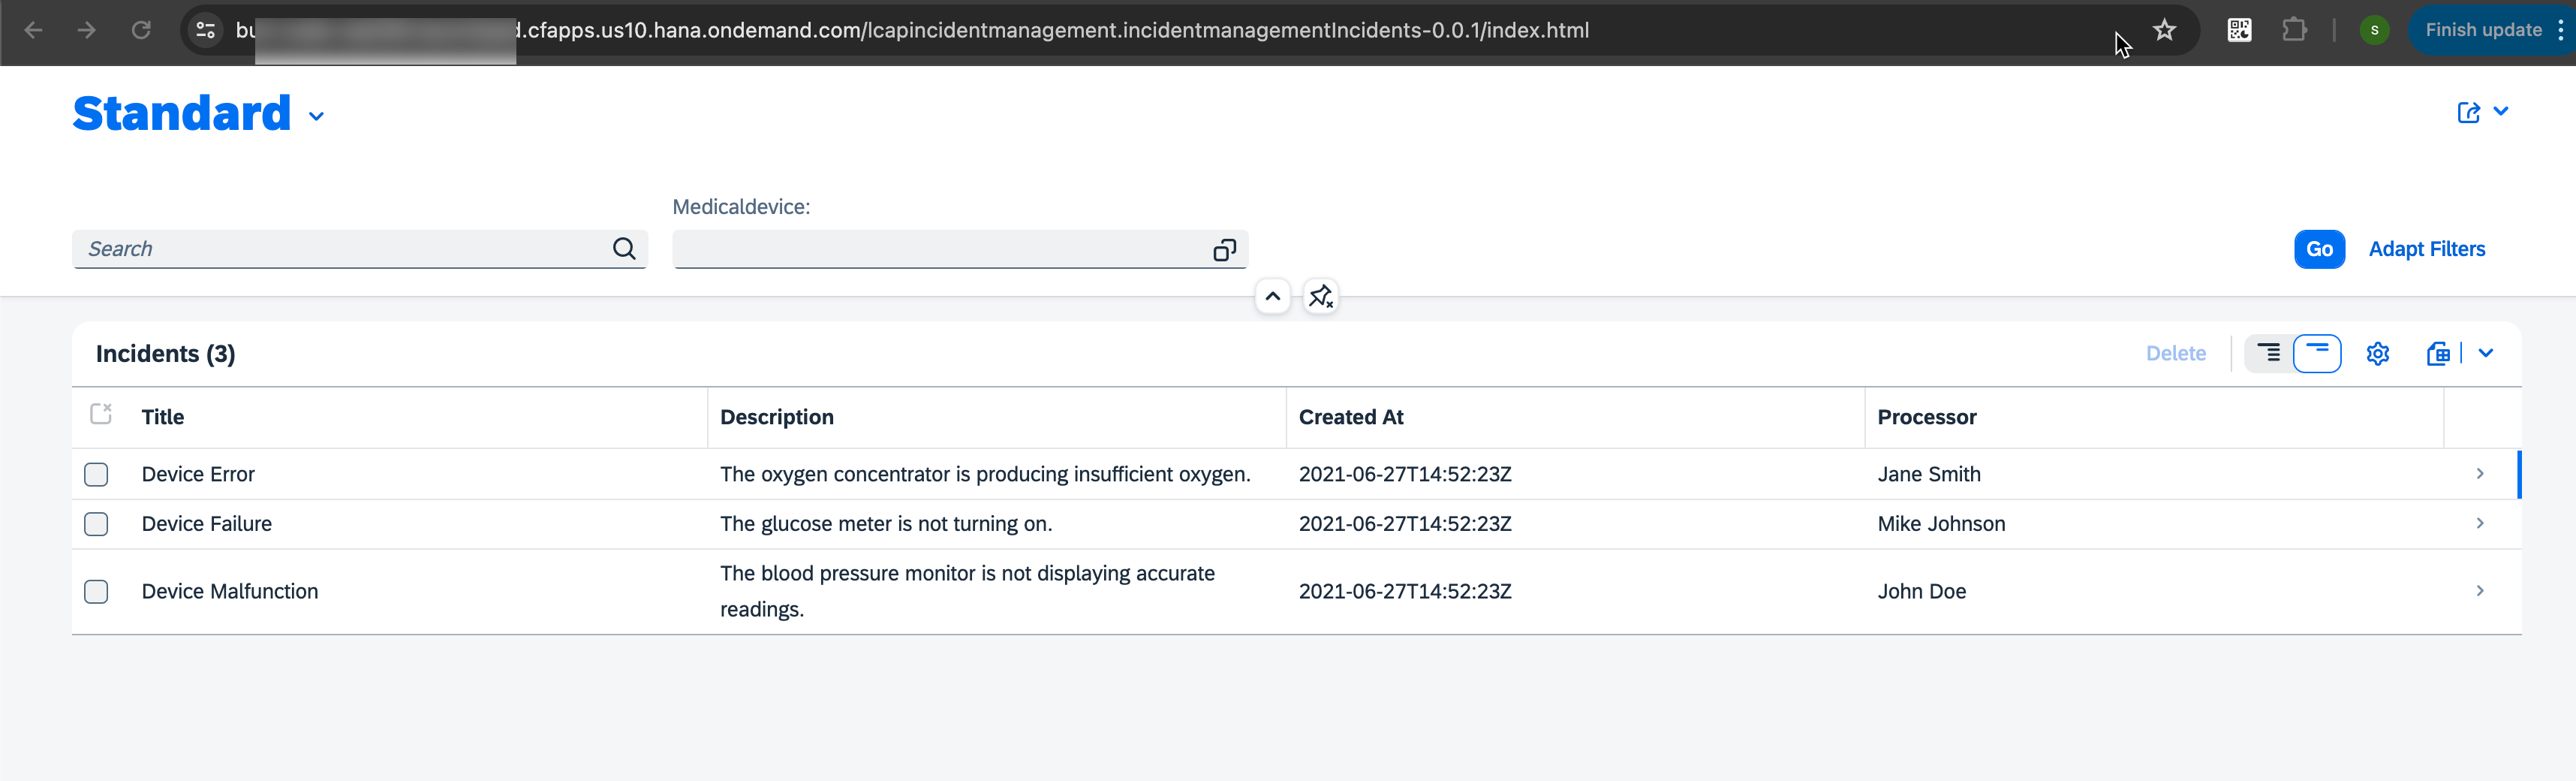 bu d.cfapps.us10.hana.ondemand.com/lcapincidentmanagement.incidentmanagementIncidents-0.0.1/index.html
S
Finish update
Standard
Medicaldevice:
Search
Go
Adapt Filters
Incidents (3)
Delete
Title Description Created At Processor
Device Error The oxygen concentrator is producing insufficient oxygen. 2021-06-27T14:52:23Z Jane Smith
Device Failure The glucose meter is not turning on. 2021-06-27T14:52:23Z Mike Johnson
Device Malfunction The blood pressure monitor is not displaying accurate
readings. 2021-06-27T14:52:23Z John Doe